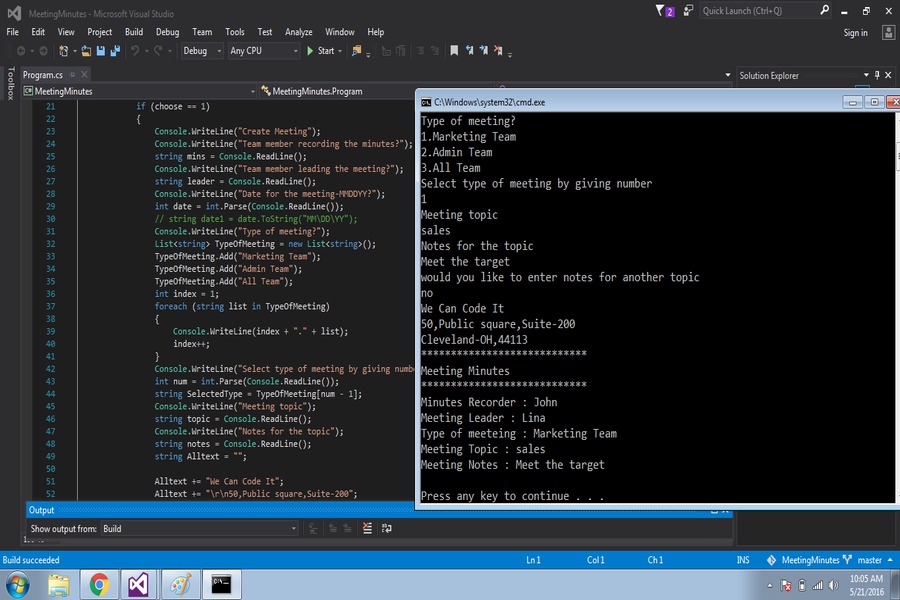 MeetingMinutes - Microsoft Visual Studio
2
Quick Launch (Ctrl+Q)
File Edit View Project Build Debug Team Tools Test Analyze Window Help
Sign in
Debug Any CPU Start
Toolbox
Program.cs
Solution Explorer
MeetingMinutes MeetingMinutes.Program
21 if (choose == 1)
22 {
23 Console.WriteLine("Create Meeting");
24 Console.WriteLine("Team member recording the minutes?");
25 string mins = Console.ReadLine();
26 Console.WriteLine("Team member leading the meeting?");
27 string leader = Console.ReadLine();
28 Console.WriteLine("Date for the meeting-MMDDYY?");
29 int date = int.Parse(Console.ReadLine());
30 // string date1 = date.ToString("MM\DD\YY");
31 Console.WriteLine("Type of meeting?");
32 List<string> TypeOfMeeting = new List<string>();
33 TypeOfMeeting.Add("Marketing Team");
34 TypeOfMeeting.Add("Admin Team");
35 TypeOfMeeting.Add("All Team");
36 int index = 1;
37 foreach (string list in TypeOfMeeting)
38 {
39 Console.WriteLine(index + "." + list);
40 index++;
41 }
42 Console.WriteLine("Select type of meeting by giving numbe
43 int num = int.Parse(Console.ReadLine());
44 string SelectedType = TypeOfMeeting[num - 1];
45 Console.WriteLine("Meeting topic");
46 string topic = Console.ReadLine();
47 Console.WriteLine("Notes for the topic");
48 string notes = Console.ReadLine();
49 string Alltext = "";
50
51 Alltext += "We Can Code It";
52 Alltext += "\r\n50,Public square,Suite-200";
C:\Windows\system32\cmd.exe
Type of meeting?
1.Marketing Team
2.Admin Team
3.All Team
Select type of meeting by giving number
1
Meeting topic
sales
Notes for the topic
Meet the target
would you like to enter notes for another topic
no
We Can Code It
50,Public square,Suite-200
Cleveland-OH,44113
****************************
Meeting Minutes
****************************
Minutes Recorder : John
Meeting Leader : Lina
Type of meeteing : Marketing Team
Meeting Topic : sales
Meeting Notes : Meet the target
Press any key to continue . . .
Output
Show output from: Build
Build succeeded Ln 1 Col 1 Ch 1 INS MeetingMinutes master
10:05 AM
5/21/2016